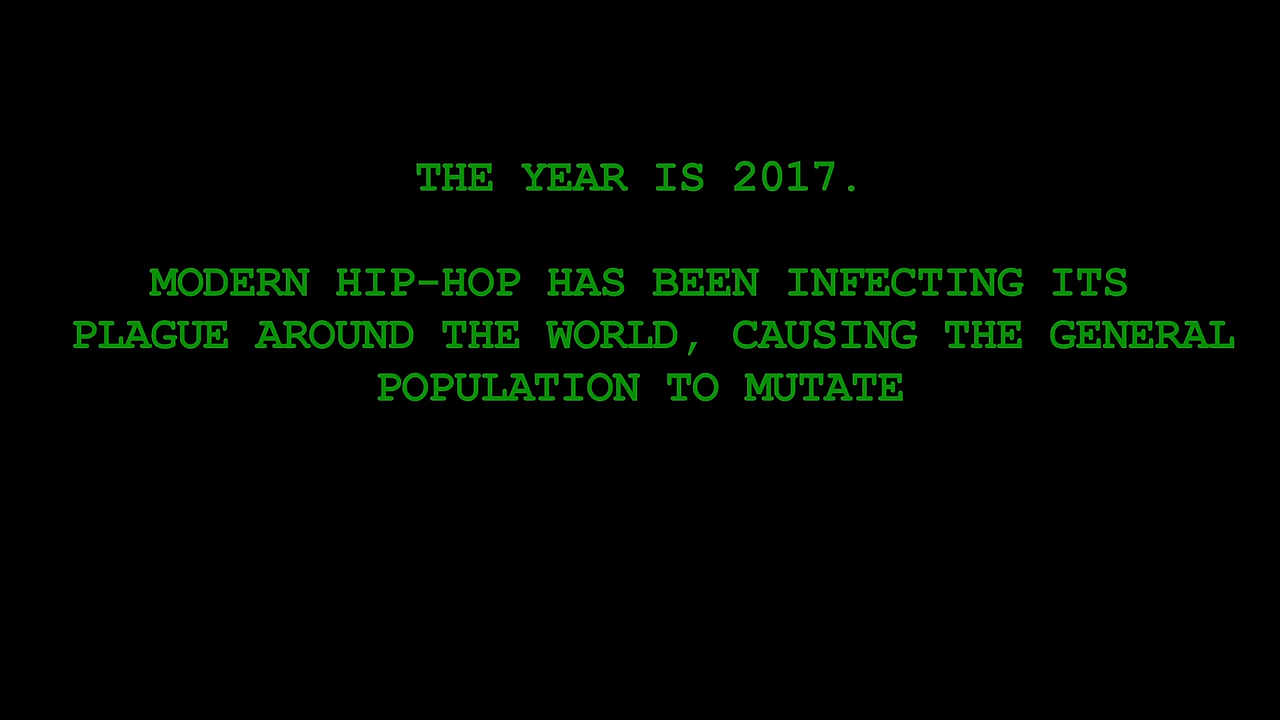 THE YEAR IS 2017.
MODERN HIP-HOP HAS BEEN INFECTING ITS
PLAGUE AROUND THE WORLD, CAUSING THE GENERAL
POPULATION TO MUTATE